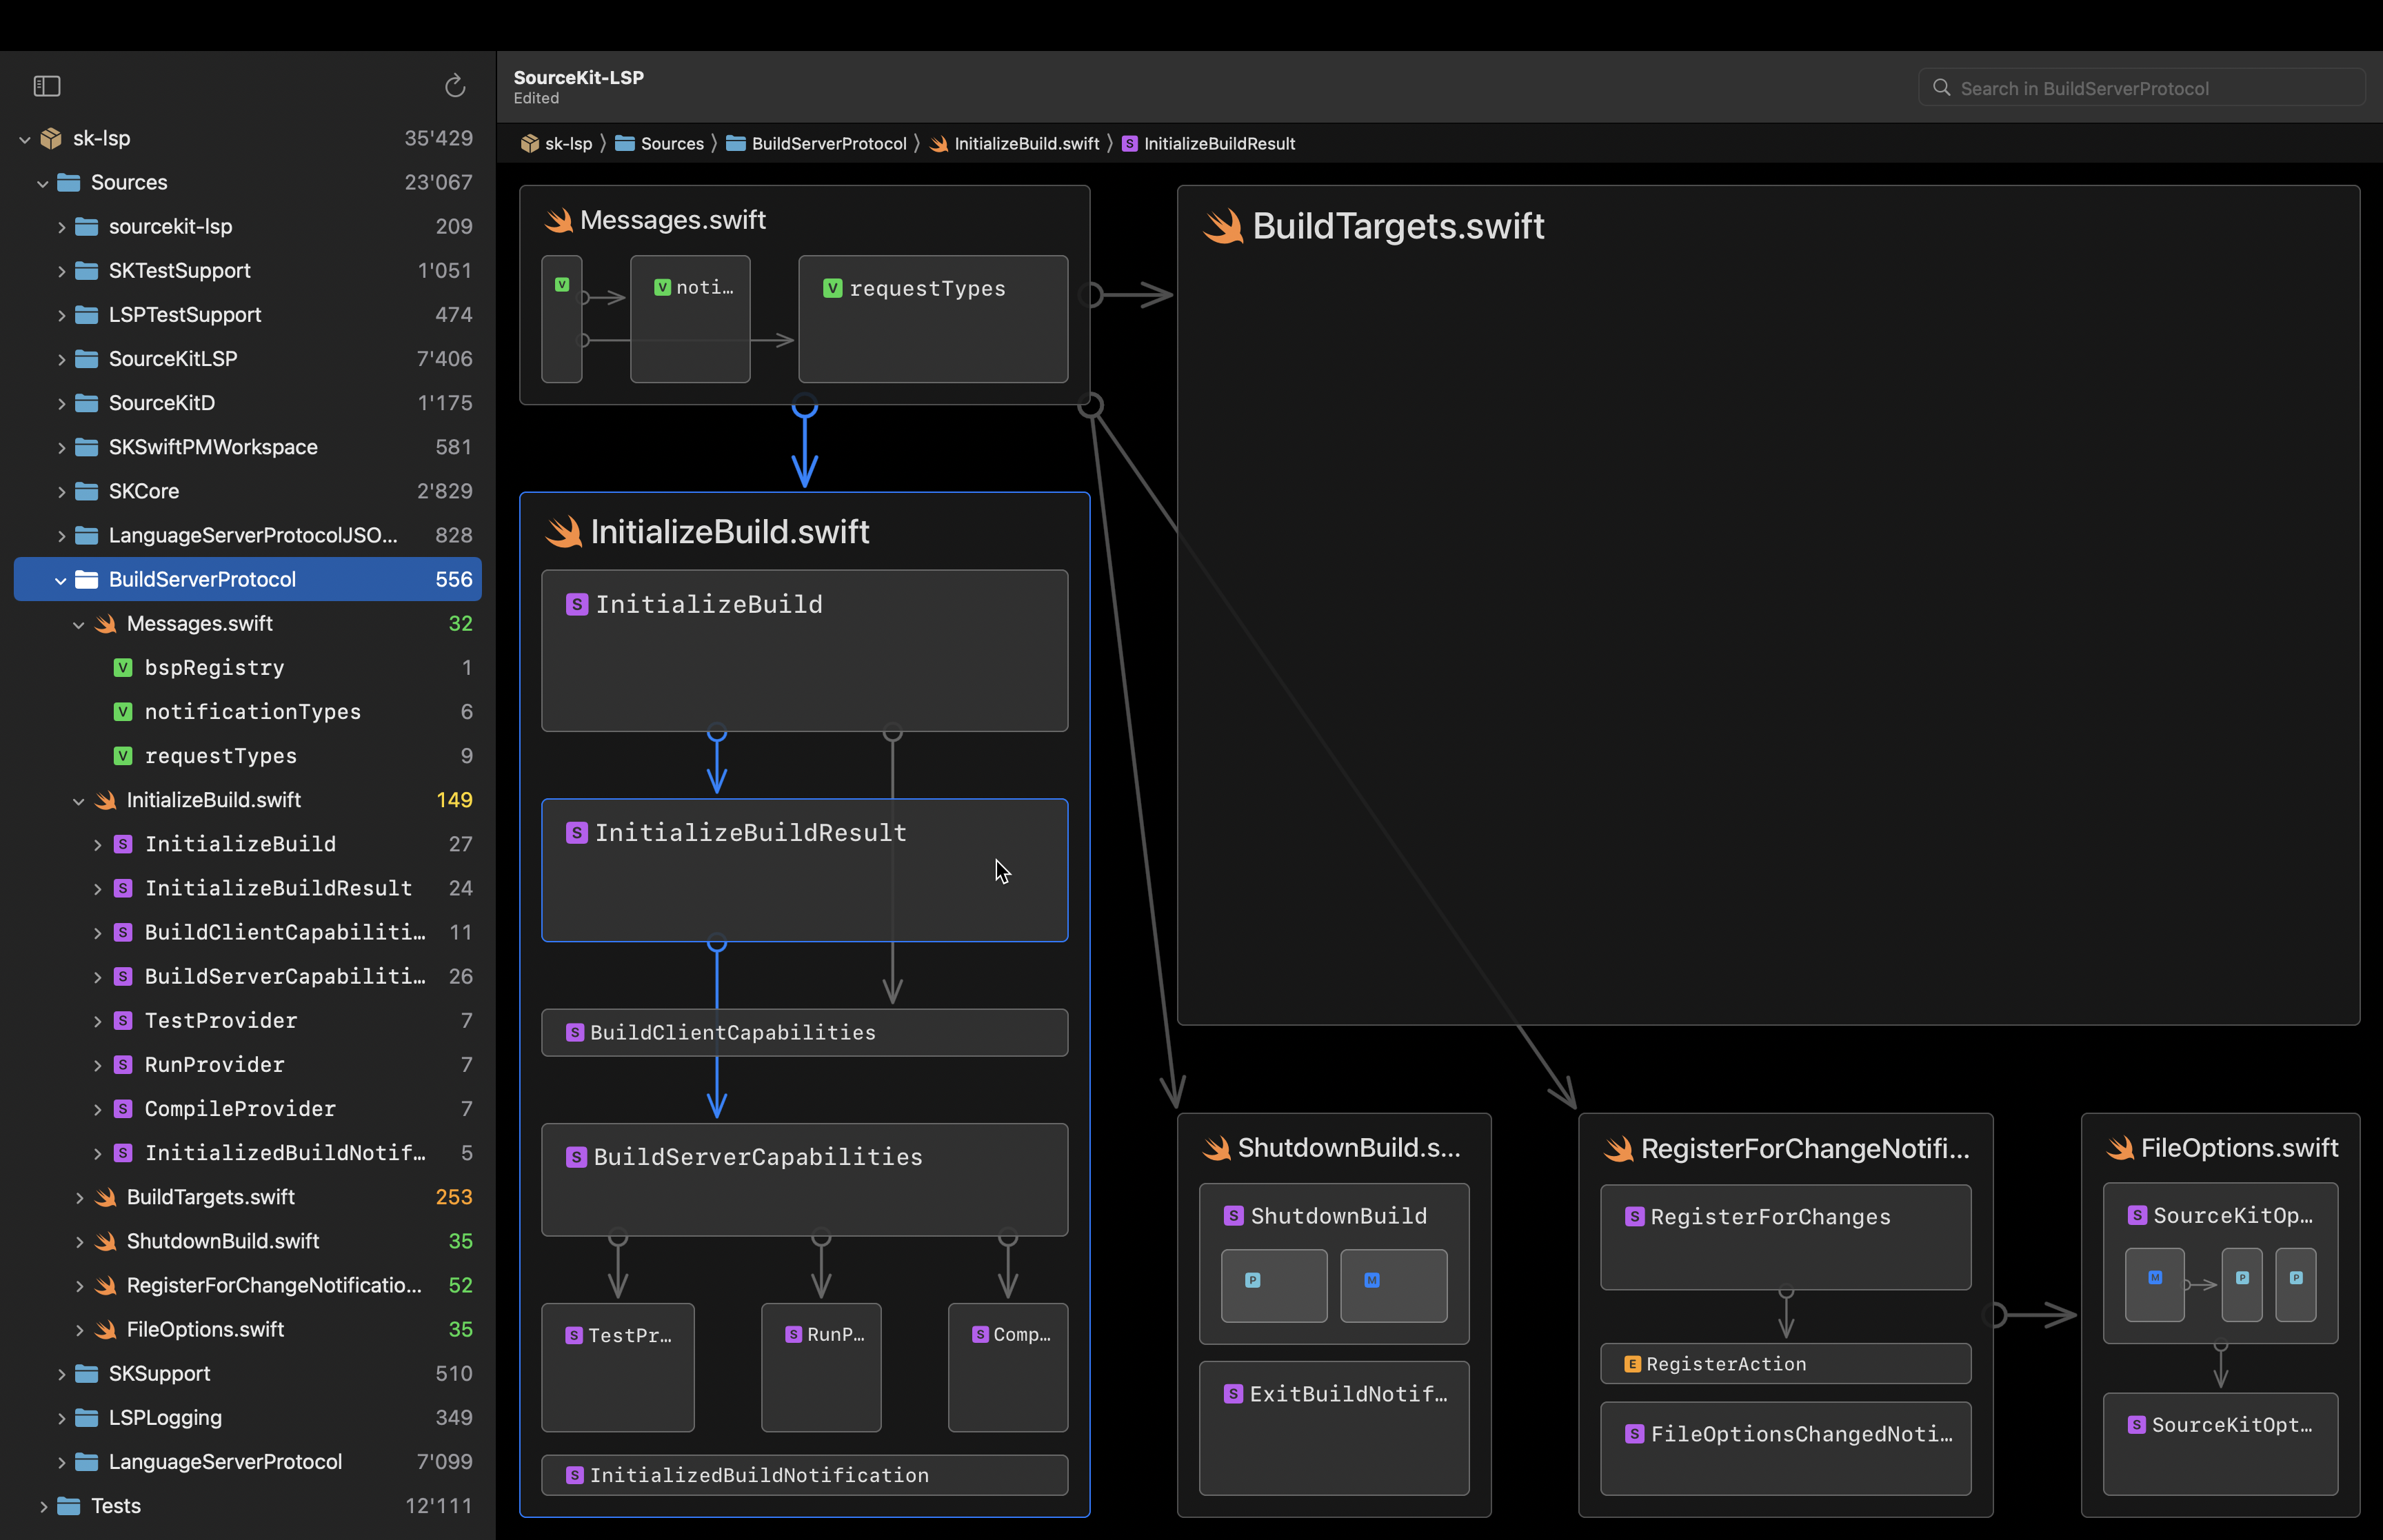 sk-lsp 35'429
Sources 23'067
sourcekit-lsp 209
SKTestSupport 1'051
LSPTestSupport 474
SourceKitLSP 7'406
SourceKitD 1'175
SKSwiftPMWorkspace 581
SKCore 2'829
LanguageServerProtocolJSO... 828
BuildServerProtocol 556
Messages.swift 32
V bspRegistry 1
V notificationTypes 6
V requestTypes 9
InitializeBuild.swift 149
S InitializeBuild 27
S InitializeBuildResult 24
S BuildClientCapabiliti... 11
S BuildServerCapabiliti... 26
S TestProvider 7
S RunProvider 7
S CompileProvider 7
S InitializedBuildNotif... 5
BuildTargets.swift 253
ShutdownBuild.swift 35
RegisterForChangeNotificatio... 52
FileOptions.swift 35
SKSupport 510
LSPLogging 349
LanguageServerProtocol 7'099
Tests 12'111
SourceKit-LSP
Edited
Search in BuildServerProtocol
sk-lsp 〉 Sources 〉 BuildServerProtocol 〉 InitializeBuild.swift 〉 S InitializeBuildResult
Messages.swift
V
V noti...
V requestTypes
BuildTargets.swift
InitializeBuild.swift
S InitializeBuild
S InitializeBuildResult
S BuildClientCapabilities
S BuildServerCapabilities
S TestPr...
S RunP...
S Comp...
S InitializedBuildNotification
ShutdownBuild.s...
S ShutdownBuild
P
M
S ExitBuildNotif...
RegisterForChangeNotifi...
S RegisterForChanges
E RegisterAction
S FileOptionsChangedNoti...
FileOptions.swift
S SourceKitOp...
M
P
P
S SourceKitOpt...